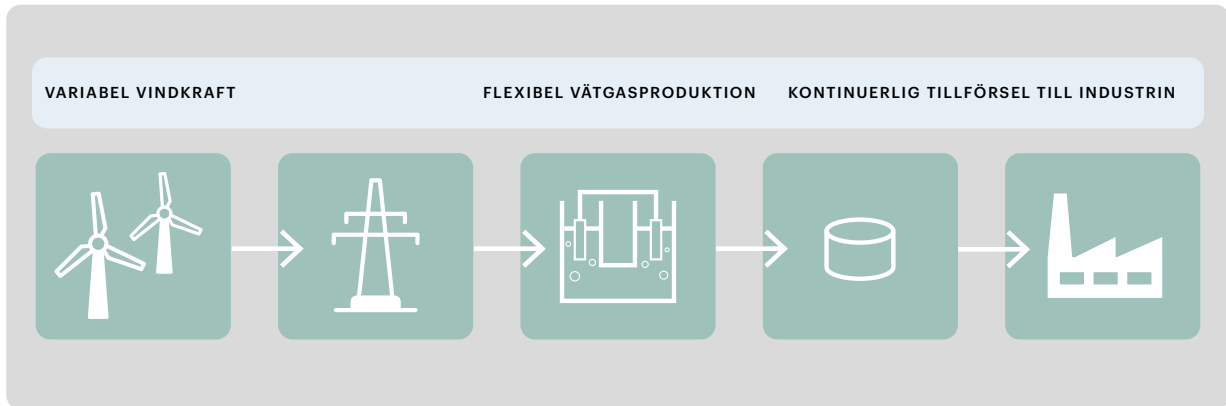 VARIABEL VINDKRAFT
FLEXIBEL VÄTGASPRODUKTION
KONTINUERLIG TILLFÖRSEL TILL INDUSTRIN